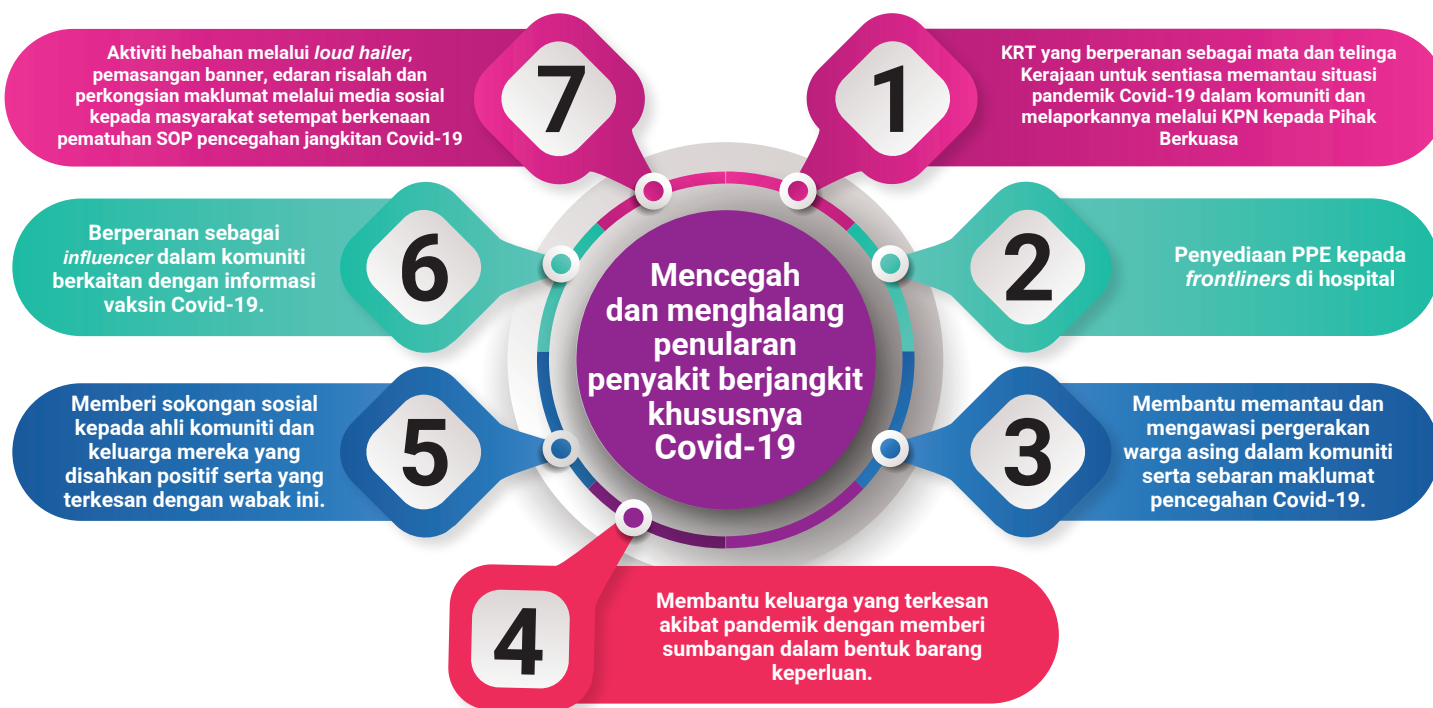 Mencegah
dan menghalang
penularan
penyakit berjangkit
khususnya
Covid-19
1
KRT yang berperanan sebagai mata dan telinga
Kerajaan untuk sentiasa memantau situasi
pandemik Covid-19 dalam komuniti dan
melaporkannya melalui KPN kepada Pihak
Berkuasa
2
Penyediaan PPE kepada
frontliners di hospital
3
Membantu memantau dan
mengawasi pergerakan
warga asing dalam komuniti
serta sebaran maklumat
pencegahan Covid-19.
4
Membantu keluarga yang terkesan
akibat pandemik dengan memberi
sumbangan dalam bentuk barang
keperluan.
5
Memberi sokongan sosial
kepada ahli komuniti dan
keluarga mereka yang
disahkan positif serta yang
terkesan dengan wabak ini.
6
Berperanan sebagai
influencer dalam komuniti
berkaitan dengan informasi
vaksin Covid-19.
7
Aktiviti hebahan melalui loud hailer,
pemasangan banner, edaran risalah dan
perkongsian maklumat melalui media sosial
kepada masyarakat setempat berkenaan
pematuhan SOP pencegahan jangkitan Covid-19